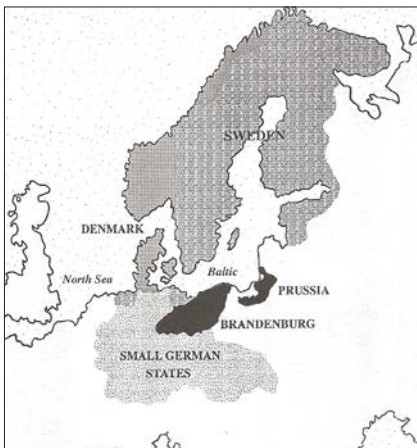 SWEDEN
DENMARK
North Sea
Baltic
PRUSSIA
BRANDENBURG
SMALL GERMAN
STATES